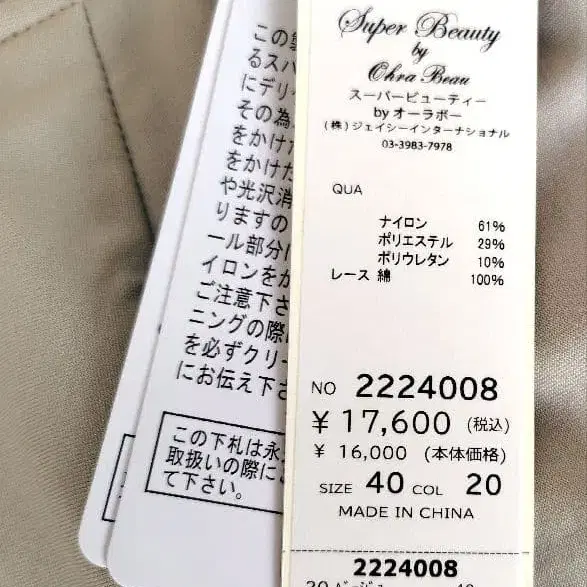 Super Beauty
by
Ohra Beau
スーパービューティー
by オーラボー
(株)ジェイシーインターナショナル
03-3983-7978
QUA
ナイロン 61%
ポリエステル 29%
ポリウレタン 10%
レース 綿 100%
NO 2224008
¥17,600 (税込)
¥ 16,000 (本体価格)
SIZE 40 COL 20
MADE IN CHINA
2224008
この
るスパ
にデリ
その為
をかけた
をかけた
や光沢消
りますの
ール部分
イロンをか
ご注意下さ
ニングの際
を必ずクリー
にお伝え下さ
この下札は永
取扱いの際に
て下さい。